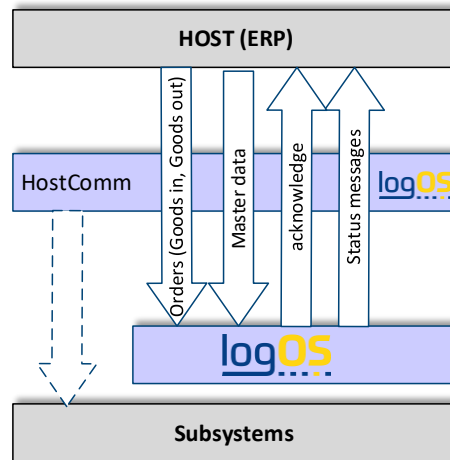 HOST (ERP)
Orders (Goods in, Goods out)
Master data
acknowledge
Status messages
HostComm
logOS
logOS
Subsystems